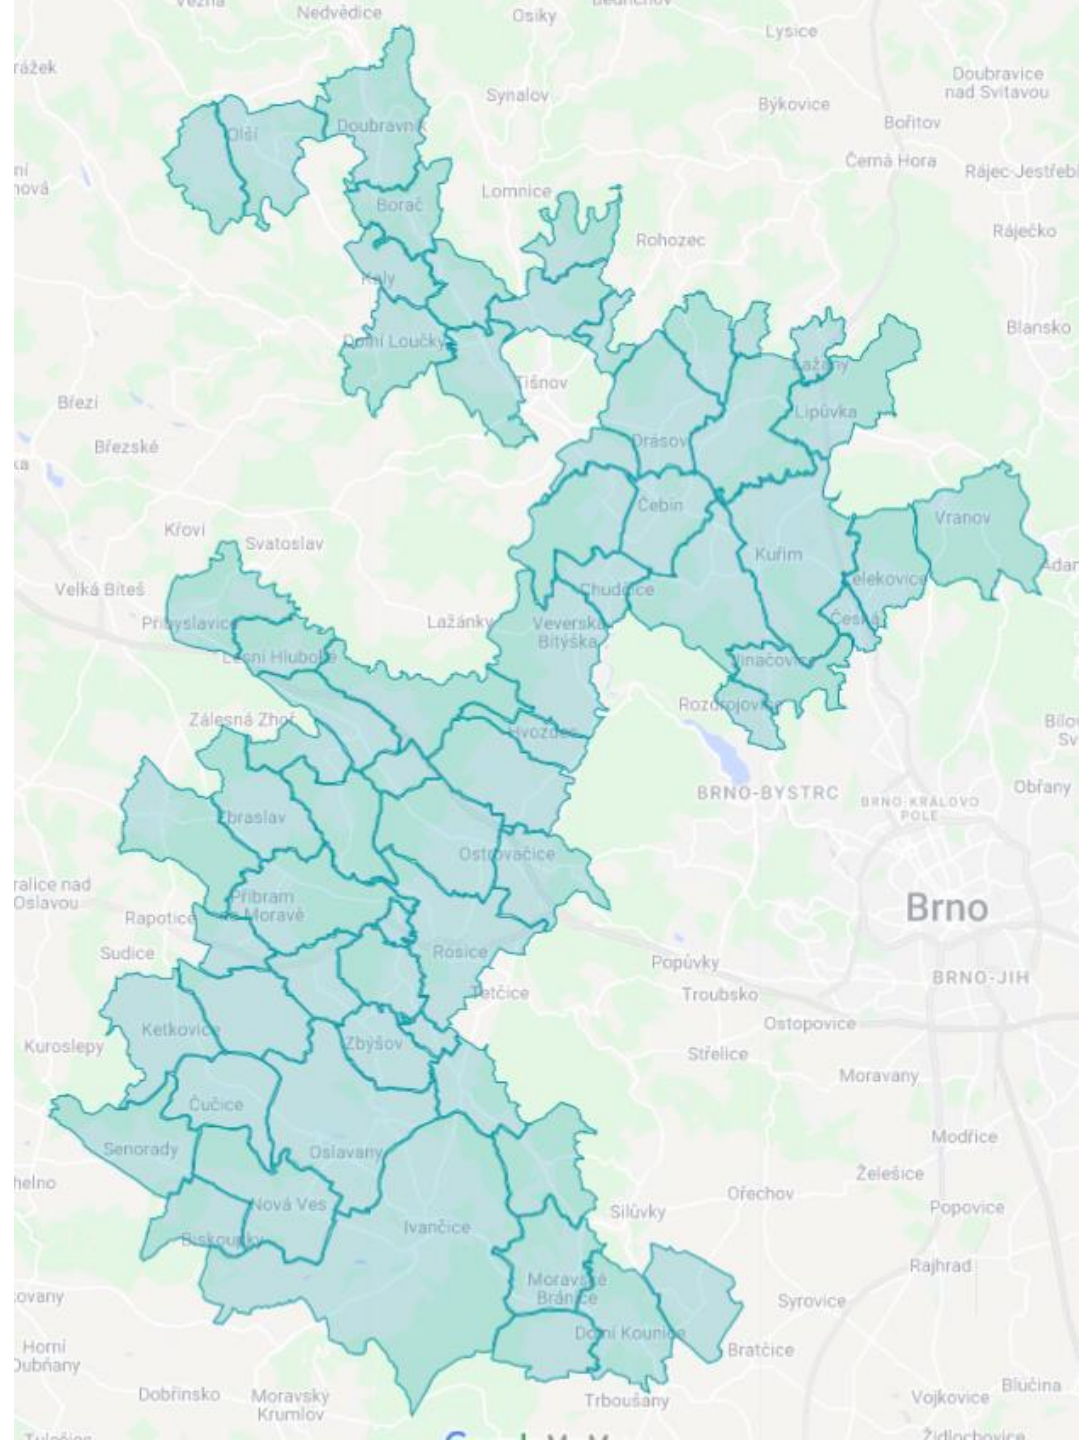 Nedvědice
Osiky
Lysice
Doubravice
nad Svitavou
Synalov
Býkovice
Bořitov
Olší
Doubravník
Černá Hora
Rájec-Jestřebí
Lomnice
Borač
Rohozec
Ráječko
Kaly
Blansko
Dolní Loučky
Lažany
Tišnov
Březí
Lipůvka
Drásov
Březské
Čebín
Vranov
Křoví
Svatoslav
Kuřim
Velká Bíteš
Chudčice
Lelekovice
Přibyslavice
Lažánky
Veverská
Bítýška
Česká
Lesní Hluboké
Jinačovice
Rozdrojovice
Zálesná Zhoř
Hvozdec
Obřany
BRNO-BYSTRC
BRNO-KRÁLOVO
POLE
Zbraslav
Ostrovačice
Příbram
na Moravě
Rapotice
Brno
Sudice
Rosice
Popůvky
BRNO-JIH
Tetčice
Troubsko
Ketkovice
Zbýšov
Ostopovice
Kuroslepy
Střelice
Moravany
Čučice
Modřice
Senorady
Oslavany
Želešice
Nová Ves
Ořechov
Popovice
Silůvky
Ivančice
Biskoupky
Rajhrad
Moravské
Bránice
Syrovice
Dolní Kounice
Horní
Dubňany
Bratčice
Dobřínsko
Moravský
Krumlov
Trboušany
Vojkovice
Blučina
Židlochovice